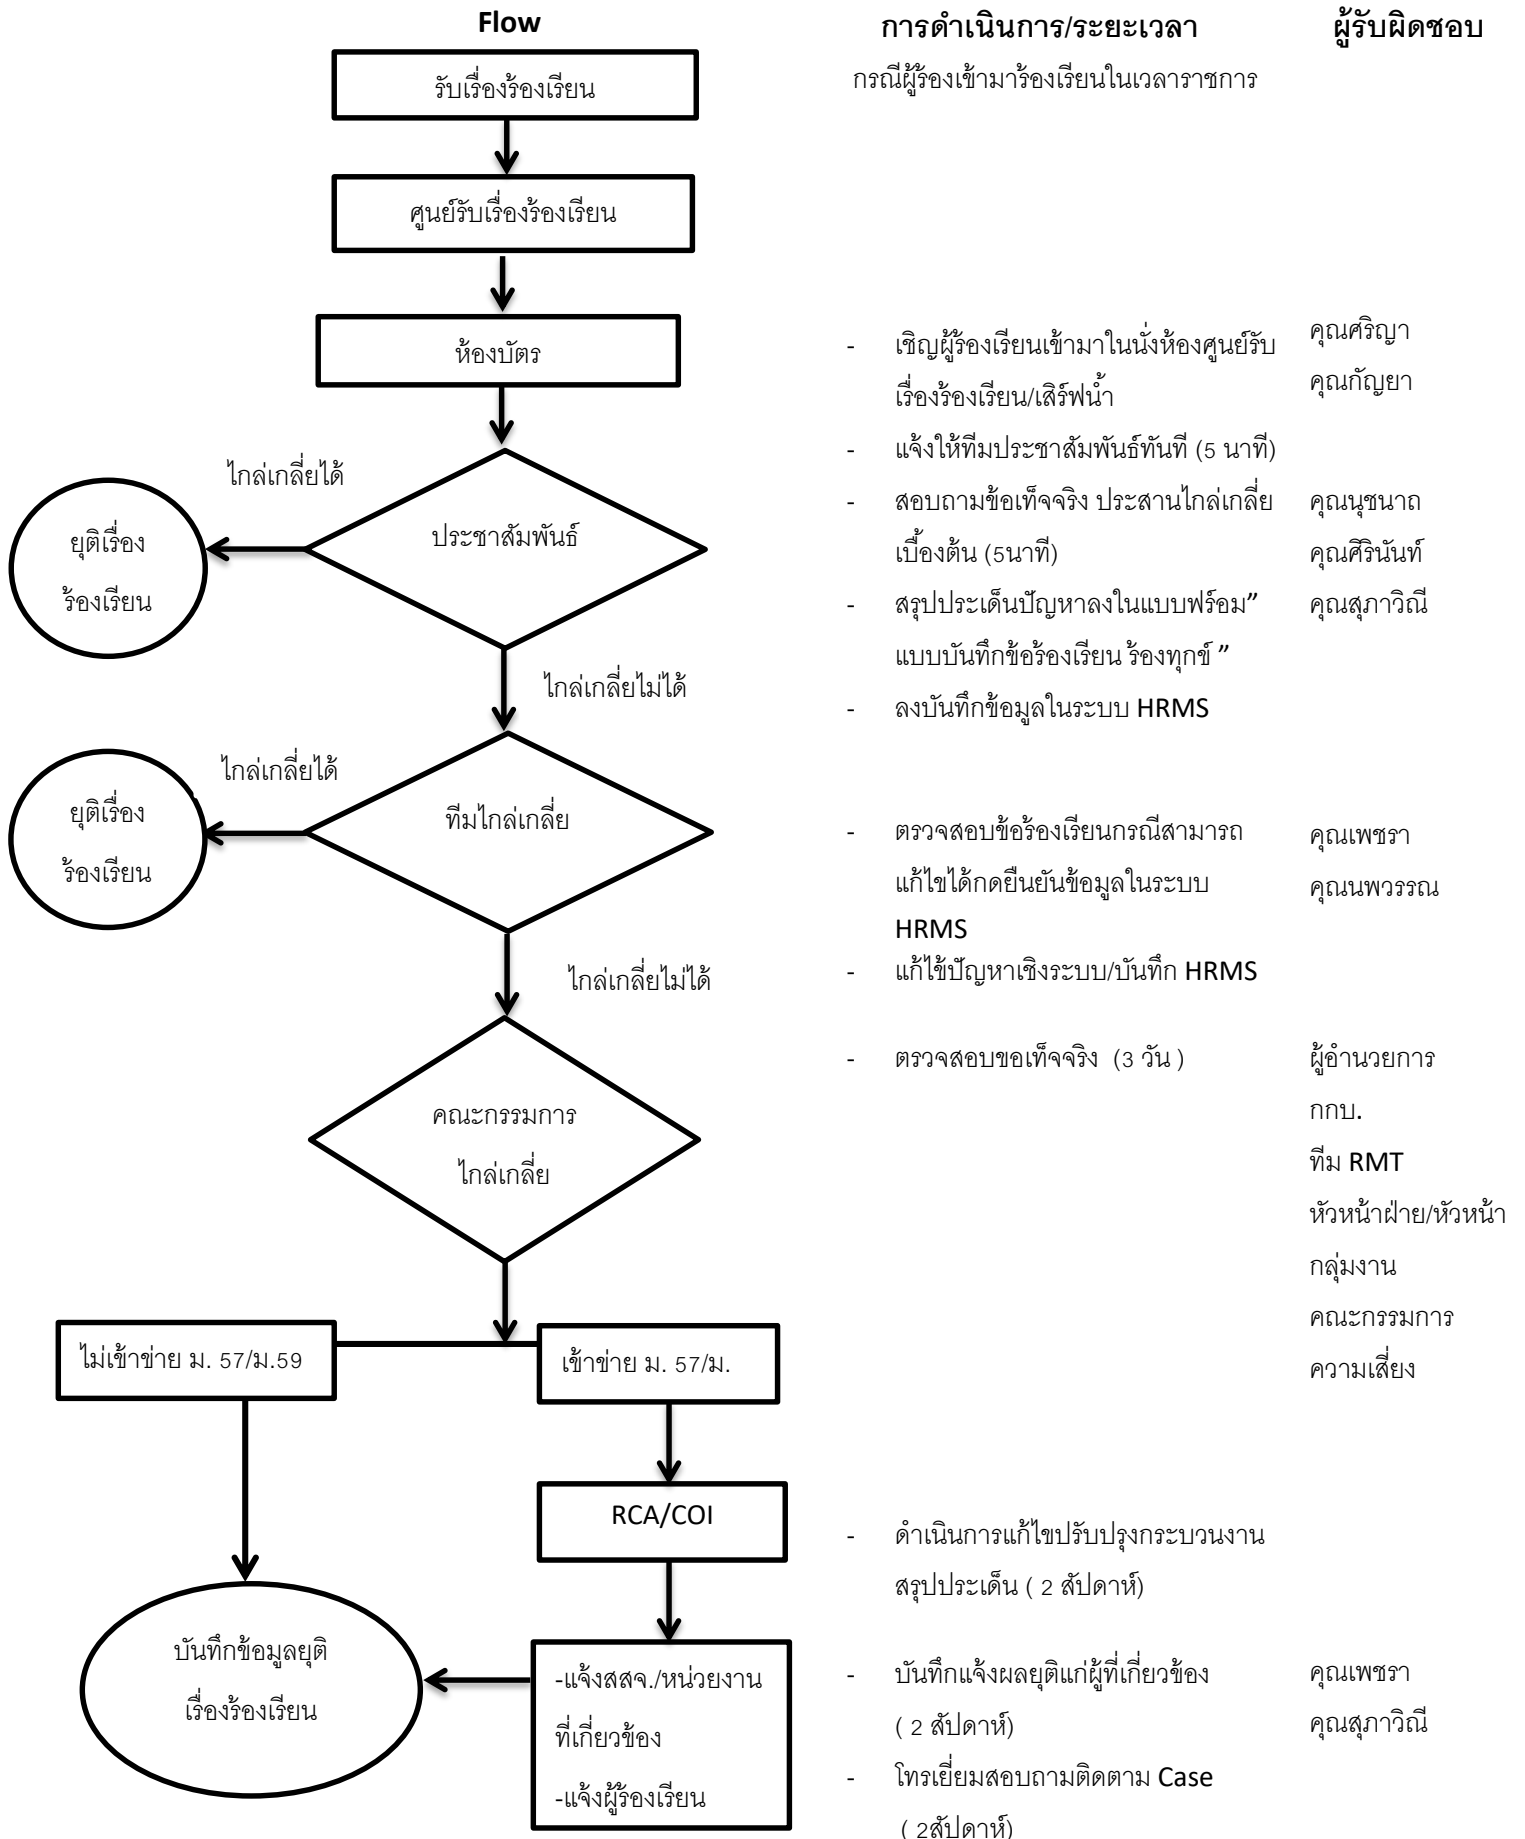 Flow
การดำเนินการ/ระยะเวลา
ผู้รับผิดชอบ
รับเรื่องร้องเรียน
กรณีผู้ร้องเข้ามาร้องเรียนในเวลาราชการ
ศูนย์รับเรื่องร้องเรียน
ห้องบัตร
- เชิญผู้ร้องเรียนเข้ามาในนั่งห้องศูนย์รับ
เรื่องร้องเรียน/เสิร์ฟน้ำ
- แจ้งให้ทีมประชาสัมพันธ์ทันที (5 นาที)
คุณศริญา
คุณกัญยา
ไกล่เกลี่ยได้
ยุติเรื่อง
ร้องเรียน
ประชาสัมพันธ์
- สอบถามข้อเท็จจริง ประสานไกล่เกลี่ย
เบื้องต้น (5นาที)
- สรุปประเด็นปัญหาลงในแบบฟร์อม”
แบบบันทึกข้อร้องเรียน ร้องทุกข์ ”
- ลงบันทึกข้อมูลในระบบ HRMS
คุณนุชนาถ
คุณศิรินันท์
คุณสุภาวิณี
ไกล่เกลี่ยไม่ได้
ไกล่เกลี่ยได้
ยุติเรื่อง
ร้องเรียน
ทีมไกล่เกลี่ย
- ตรวจสอบข้อร้องเรียนกรณีสามารถ
แก้ไขได้กดยืนยันข้อมูลในระบบ
HRMS
- แก้ไข้ปัญหาเชิงระบบ/บันทึก HRMS
คุณเพชรา
คุณนพวรรณ
ไกล่เกลี่ยไม่ได้
คณะกรรมการ
ไกล่เกลี่ย
- ตรวจสอบขอเท็จจริง (3 วัน )
ผู้อำนวยการ
กกบ.
ทีม RMT
หัวหน้าฝ่าย/หัวหน้า
กลุ่มงาน
คณะกรรมการ
ความเสี่ยง
ไม่เข้าข่าย ม. 57/ม.59
เข้าข่าย ม. 57/ม.
RCA/COI
- ดำเนินการแก้ไขปรับปรุงกระบวนงาน
สรุปประเด็น ( 2 สัปดาห์)
บันทึกข้อมูลยุติ
เรื่องร้องเรียน
-แจ้งสสจ./หน่วยงาน
ที่เกี่ยวข้อง
-แจ้งผู้ร้องเรียน
- บันทึกแจ้งผลยุติแก่ผู้ที่เกี่ยวข้อง
( 2 สัปดาห์)
- โทรเยี่ยมสอบถามติดตาม Case
( 2สัปดาห์)
คุณเพชรา
คุณสุภาวิณี